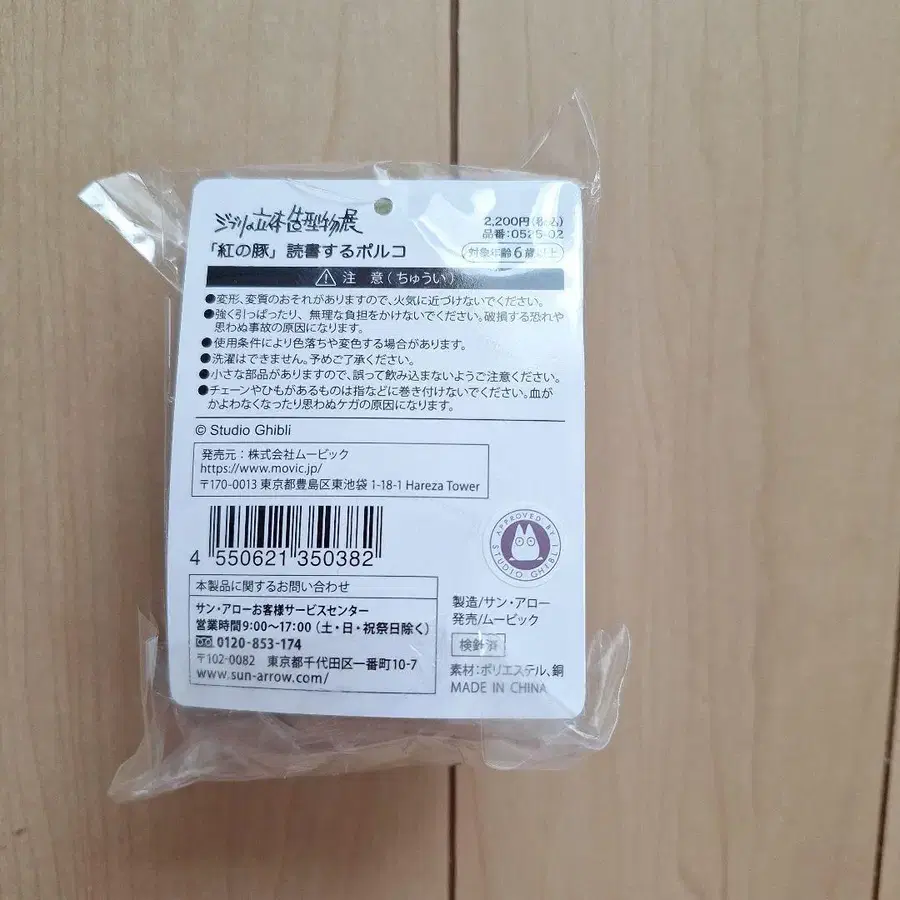 ジブリの立体造型物展
2,200円(税込)
品番:0525-02
「紅の豚」読書するポルコ
対象年齢6歳以上
注 意(ちゅうい)
●変形、変質のおそれがありますので、火気に近づけないでください。
●強く引っぱったり、無理な負担をかけないでください。破損する恐れや
思わぬ事故の原因になります。
●使用条件により色落ちや変色する場合があります。
●洗濯はできません。予めご了承ください。
●小さな部品がありますので、誤って飲み込まないようご注意ください。
●チェーンやひもがあるものは指などに巻き付けないでください。血が
かよわなくなったり思わぬケガの原因になります。
© Studio Ghibli
発売元:株式会社ムービック
https://www.movic.jp/
〒170-0013 東京都豊島区東池袋 1-18-1 Hareza Tower
4 550621 350382
APPROVED BY
STUDIO GHIBLI
本製品に関するお問い合わせ
サン・アローお客様サービスセンター
営業時間9:00~17:00(土・日・祝祭日除く)
0120-853-174
〒102-0082 東京都千代田区一番町10-7
www.sun-arrow.com/
製造/サン・アロー
発売/ムービック
検針済
素材:ポリエステル、銅
MADE IN CHINA